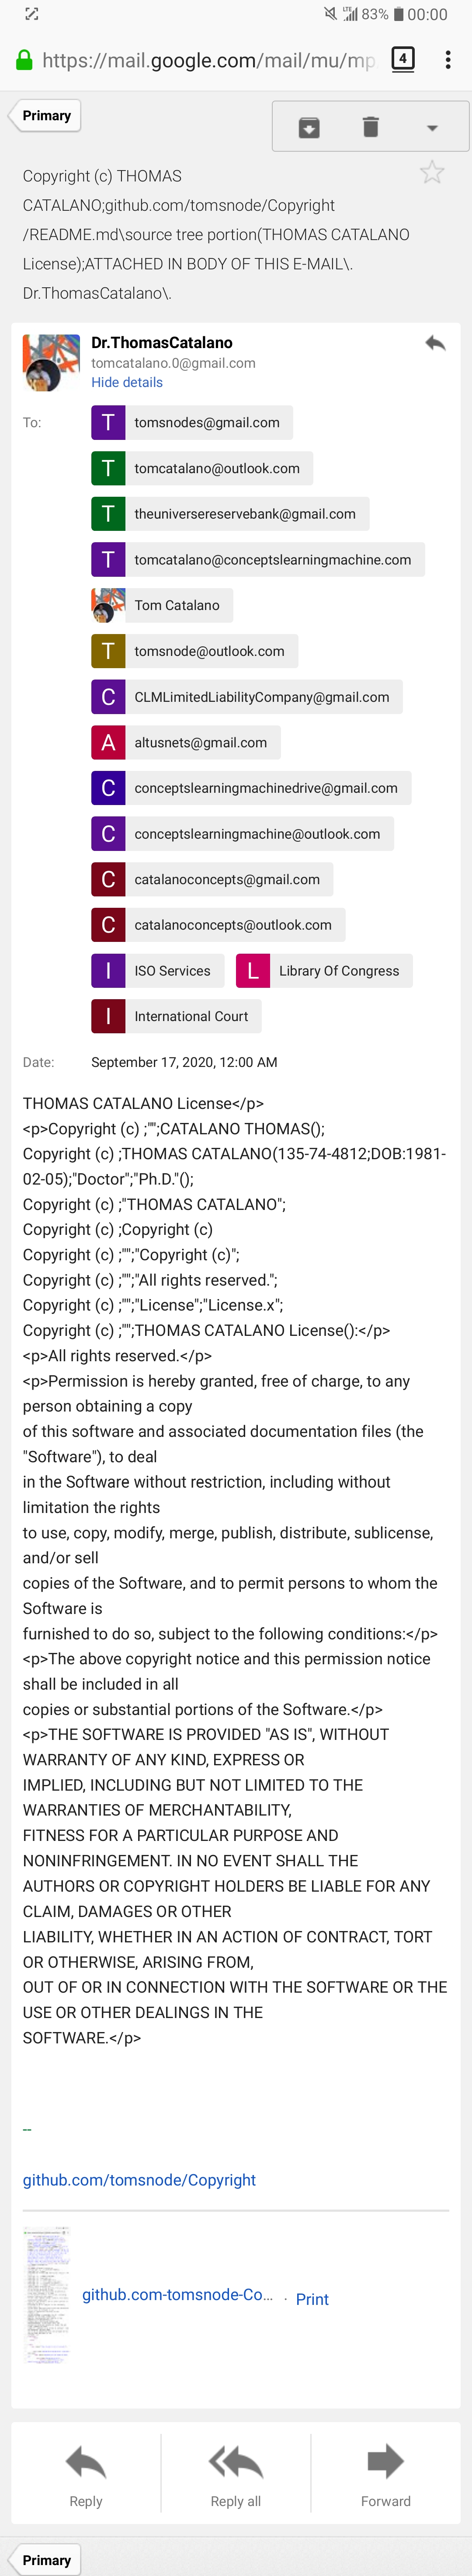 LTE 83% 00:00
https://mail.google.com/mail/mu/mp 4
Primary
Copyright (c) THOMAS
CATALANO;github.com/tomsnode/Copyright
/README.md\source tree portion(THOMAS CATALANO
License);ATTACHED IN BODY OF THIS E-MAIL\.
Dr.ThomasCatalano\.
Dr.ThomasCatalano
tomcatalano.0@gmail.com
Hide details
To: T tomsnodes@gmail.com
T tomcatalano@outlook.com
T theuniversereservebank@gmail.com
T tomcatalano@conceptslearningmachine.com
Tom Catalano
T tomsnode@outlook.com
C CLMLimitedLiabilityCompany@gmail.com
A altusnets@gmail.com
C conceptslearningmachinedrive@gmail.com
C conceptslearningmachine@outlook.com
C catalanoconcepts@gmail.com
C catalanoconcepts@outlook.com
I ISO Services L Library Of Congress
I International Court
Date: September 17, 2020, 12:00 AM
THOMAS CATALANO License</p>
<p>Copyright (c) ;"";CATALANO THOMAS();
Copyright (c) ;THOMAS CATALANO(135-74-4812;DOB:1981-
02-05);"Doctor";"Ph.D."();
Copyright (c) ;"THOMAS CATALANO";
Copyright (c) ;Copyright (c)
Copyright (c) ;"";"Copyright (c)";
Copyright (c) ;"";"All rights reserved.";
Copyright (c) ;"";"License";"License.x";
Copyright (c) ;"";THOMAS CATALANO License():</p>
<p>All rights reserved.</p>
<p>Permission is hereby granted, free of charge, to any
person obtaining a copy
of this software and associated documentation files (the
"Software"), to deal
in the Software without restriction, including without
limitation the rights
to use, copy, modify, merge, publish, distribute, sublicense,
and/or sell
copies of the Software, and to permit persons to whom the
Software is
furnished to do so, subject to the following conditions:</p>
<p>The above copyright notice and this permission notice
shall be included in all
copies or substantial portions of the Software.</p>
<p>THE SOFTWARE IS PROVIDED "AS IS", WITHOUT
WARRANTY OF ANY KIND, EXPRESS OR
IMPLIED, INCLUDING BUT NOT LIMITED TO THE
WARRANTIES OF MERCHANTABILITY,
FITNESS FOR A PARTICULAR PURPOSE AND
NONINFRINGEMENT. IN NO EVENT SHALL THE
AUTHORS OR COPYRIGHT HOLDERS BE LIABLE FOR ANY
CLAIM, DAMAGES OR OTHER
LIABILITY, WHETHER IN AN ACTION OF CONTRACT, TORT
OR OTHERWISE, ARISING FROM,
OUT OF OR IN CONNECTION WITH THE SOFTWARE OR THE
USE OR OTHER DEALINGS IN THE
SOFTWARE.</p>
--
github.com/tomsnode/Copyright
github.com-tomsnode-Co... . Print
Reply Reply all Forward
Primary